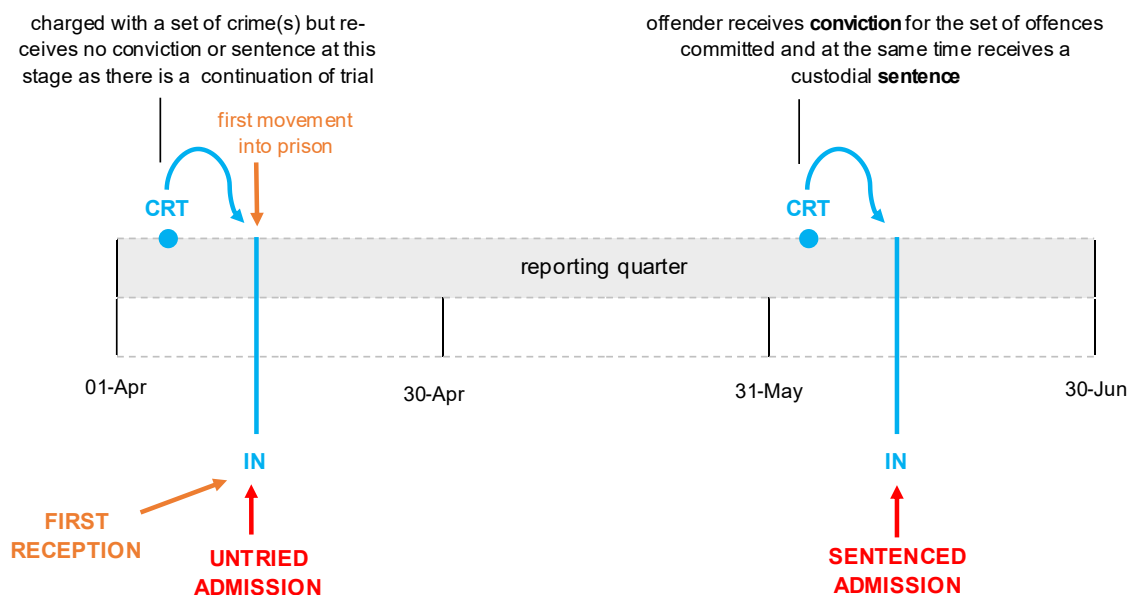 charged with a set of crime(s) but re-
ceives no conviction or sentence at this
stage as there is a continuation of trial
offender receives conviction for the set of offences
committed and at the same time receives a
custodial sentence
first movement
into prison
CRT
CRT
reporting quarter
01-Apr
30-Apr
31-May
30-Jun
IN
IN
FIRST
RECEPTION
UNTRIED
ADMISSION
SENTENCED
ADMISSION